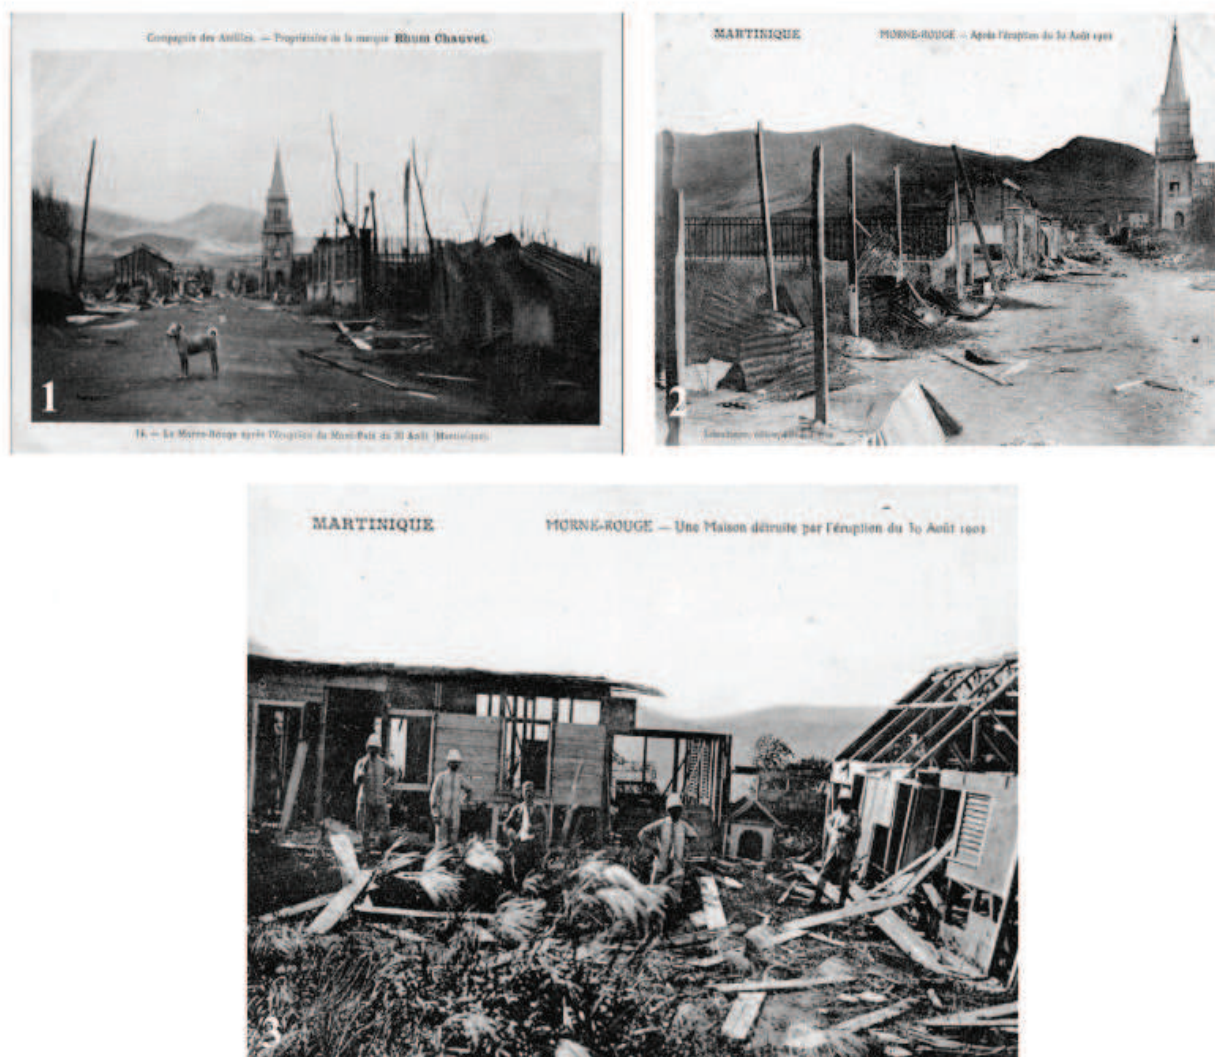 Compagnie des Antilles. — Propriétaire de la marque Rhum Chauvet.
1
14. — Le Morne-Rouge après l'éruption du Mont-Pelé du 30 Août (Martinique).
MARTINIQUE MORNE-ROUGE — Après l'éruption du 30 Août 1902
2
MARTINIQUE MORNE-ROUGE — Une Maison détruite par l'éruption du 30 Août 1902
3